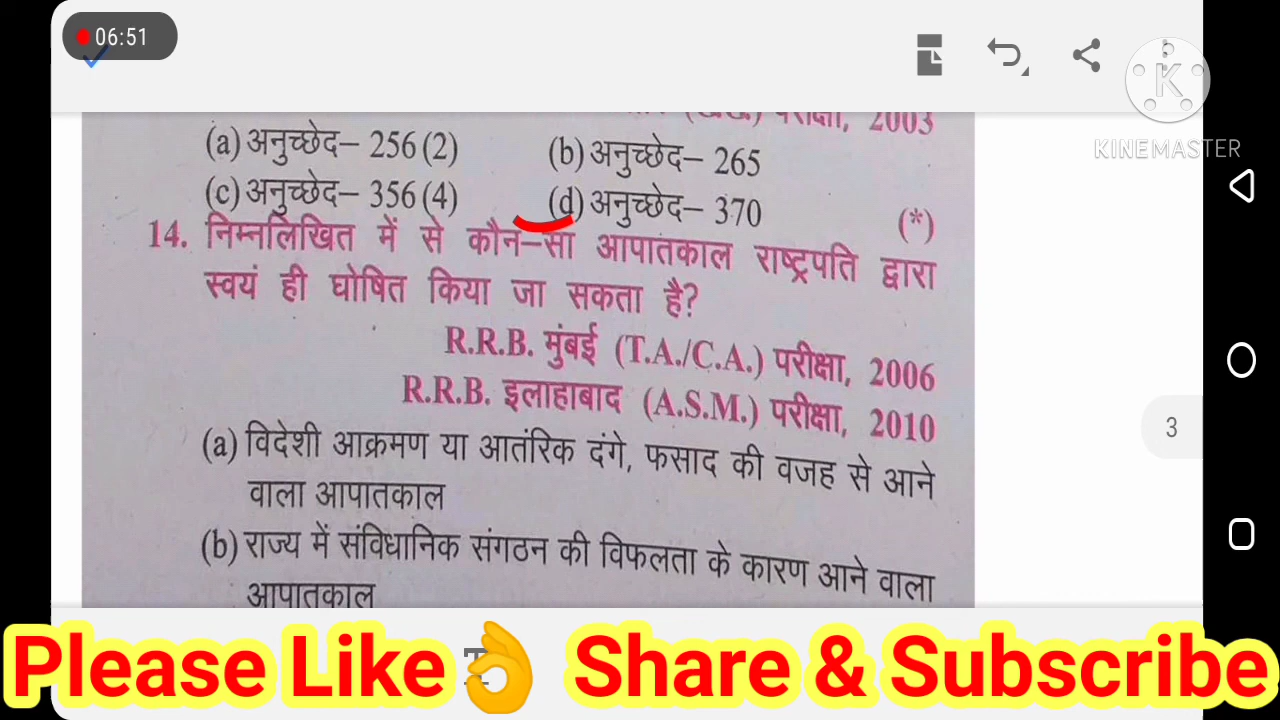 06:51
K
KINEMASTER
परीक्षा, 2003
(a) अनुच्छेद– 256 (2) (b) अनुच्छेद– 265
(c) अनुच्छेद– 356 (4) (d) अनुच्छेद– 370 (*)
14. निम्नलिखित में से कौन–सा आपातकाल राष्ट्रपति द्वारा
स्वयं ही घोषित किया जा सकता है?
R.R.B. मुंबई (T.A./C.A.) परीक्षा, 2006
R.R.B. इलाहाबाद (A.S.M.) परीक्षा, 2010
3
(a) विदेशी आक्रमण या आतंरिक दंगे, फसाद की वजह से आने
वाला आपातकाल
(b) राज्य में संविधानिक संगठन की विफलता के कारण आने वाला
आपातकाल
Please Like👌 Share & Subscribe